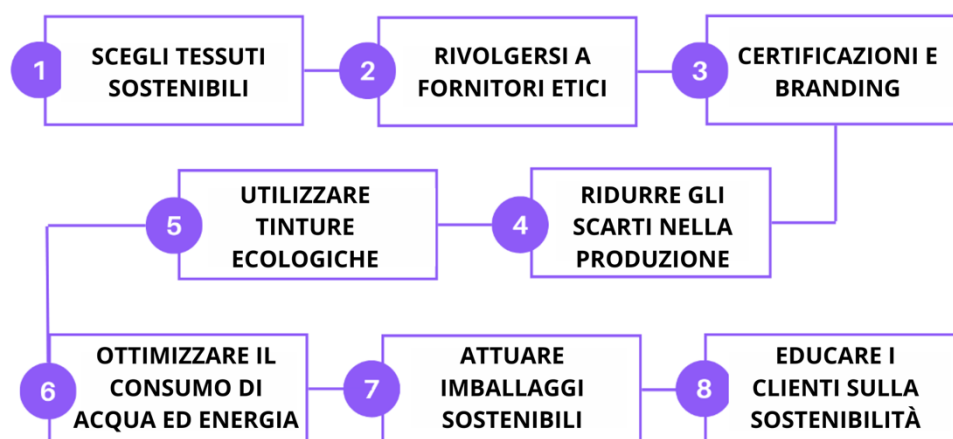 1
SCEGLI TESSUTI
SOSTENIBILI
2
RIVOLGERSI A
FORNITORI ETICI
3
CERTIFICAZIONI E
BRANDING
4
RIDURRE GLI
SCARTI NELLA
PRODUZIONE
5
UTILIZZARE
TINTURE
ECOLOGICHE
6
OTTIMIZZARE IL
CONSUMO DI
ACQUA ED ENERGIA
7
ATTUARE
IMBALLAGGI
SOSTENIBILI
8
EDUCARE I
CLIENTI SULLA
SOSTENIBILITÀ